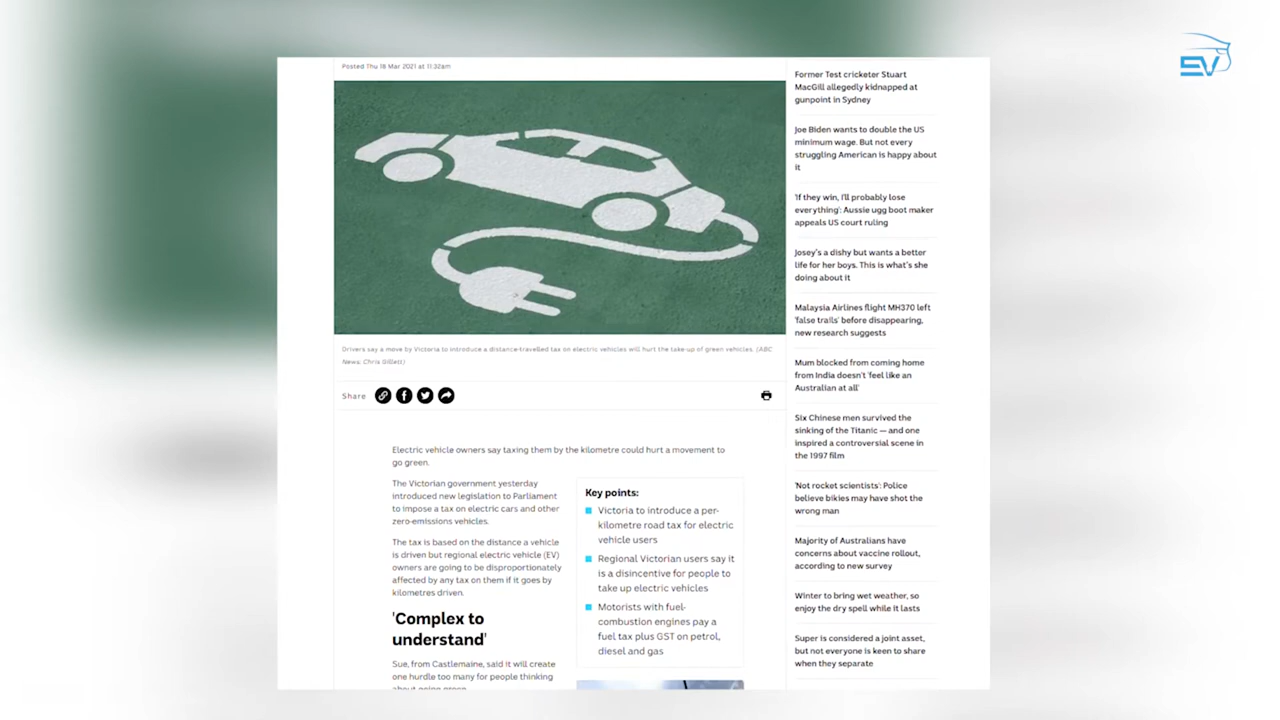 EV
Posted Thu 18 Mar 2021 at 11:32am
Drivers say a move by Victoria to introduce a distance-travelled tax on electric vehicles will hurt the take-up of green vehicles. (ABC
News: Chris Gillett)
Share
Electric vehicle owners say taxing them by the kilometre could hurt a movement to
go green.
The Victorian government yesterday
introduced new legislation to Parliament
to impose a tax on electric cars and other
zero-emissions vehicles.
The tax is based on the distance a vehicle
is driven but regional electric vehicle (EV)
owners are going to be disproportionately
affected by any tax on them if it goes by
kilometres driven.
'Complex to
understand'
Sue, from Castlemaine, said it will create
one hurdle too many for people thinking
about going green.
Key points:
Victoria to introduce a per-
kilometre road tax for electric
vehicle users
Regional Victorian users say it
is a disincentive for people to
take up electric vehicles
Motorists with fuel-
combustion engines pay a
fuel tax plus GST on petrol,
diesel and gas
Former Test cricketer Stuart
MacGill allegedly kidnapped at
gunpoint in Sydney
Joe Biden wants to double the US
minimum wage. But not every
struggling American is happy about
it
'If they win, I'll probably lose
everything': Aussie ugg boot maker
appeals US court ruling
Josey's a dishy but wants a better
life for her boys. This is what's she
doing about it
Malaysia Airlines flight MH370 left
'false trails' before disappearing,
new research suggests
Mum blocked from coming home
from India doesn't 'feel like an
Australian at all'
Six Chinese men survived the
sinking of the Titanic — and one
inspired a controversial scene in
the 1997 film
'Not rocket scientists': Police
believe bikies may have shot the
wrong man
Majority of Australians have
concerns about vaccine rollout,
according to new survey
Winter to bring wet weather, so
enjoy the dry spell while it lasts
Super is considered a joint asset,
but not everyone is keen to share
when they separate